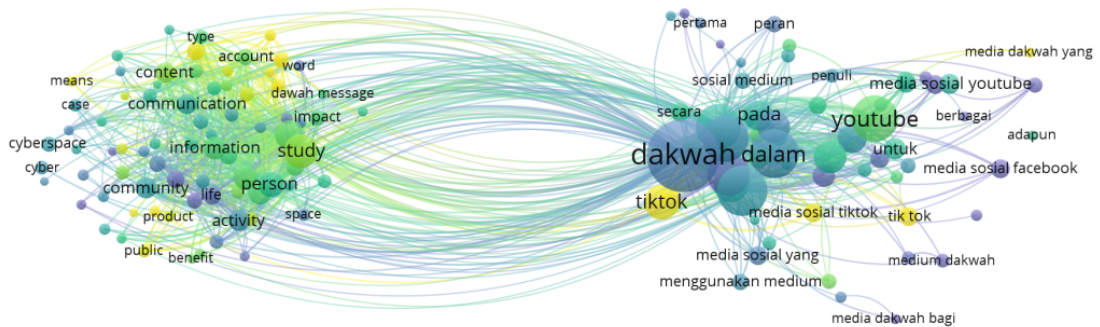 type
account
word
means
content
dawah message
case
communication
impact
cyberspace
information
study
cyber
community
life
person
product
activity
space
public
benefit
pertama
peran
media dakwah yang
sosial medium
penuli
media sosial youtube
secara
pada
youtube
berbagai
adapun
dakwah
dalam
untuk
media sosial facebook
tiktok
media sosial tiktok
tik tok
media sosial yang
medium dakwah
menggunakan medium
media dakwah bagi